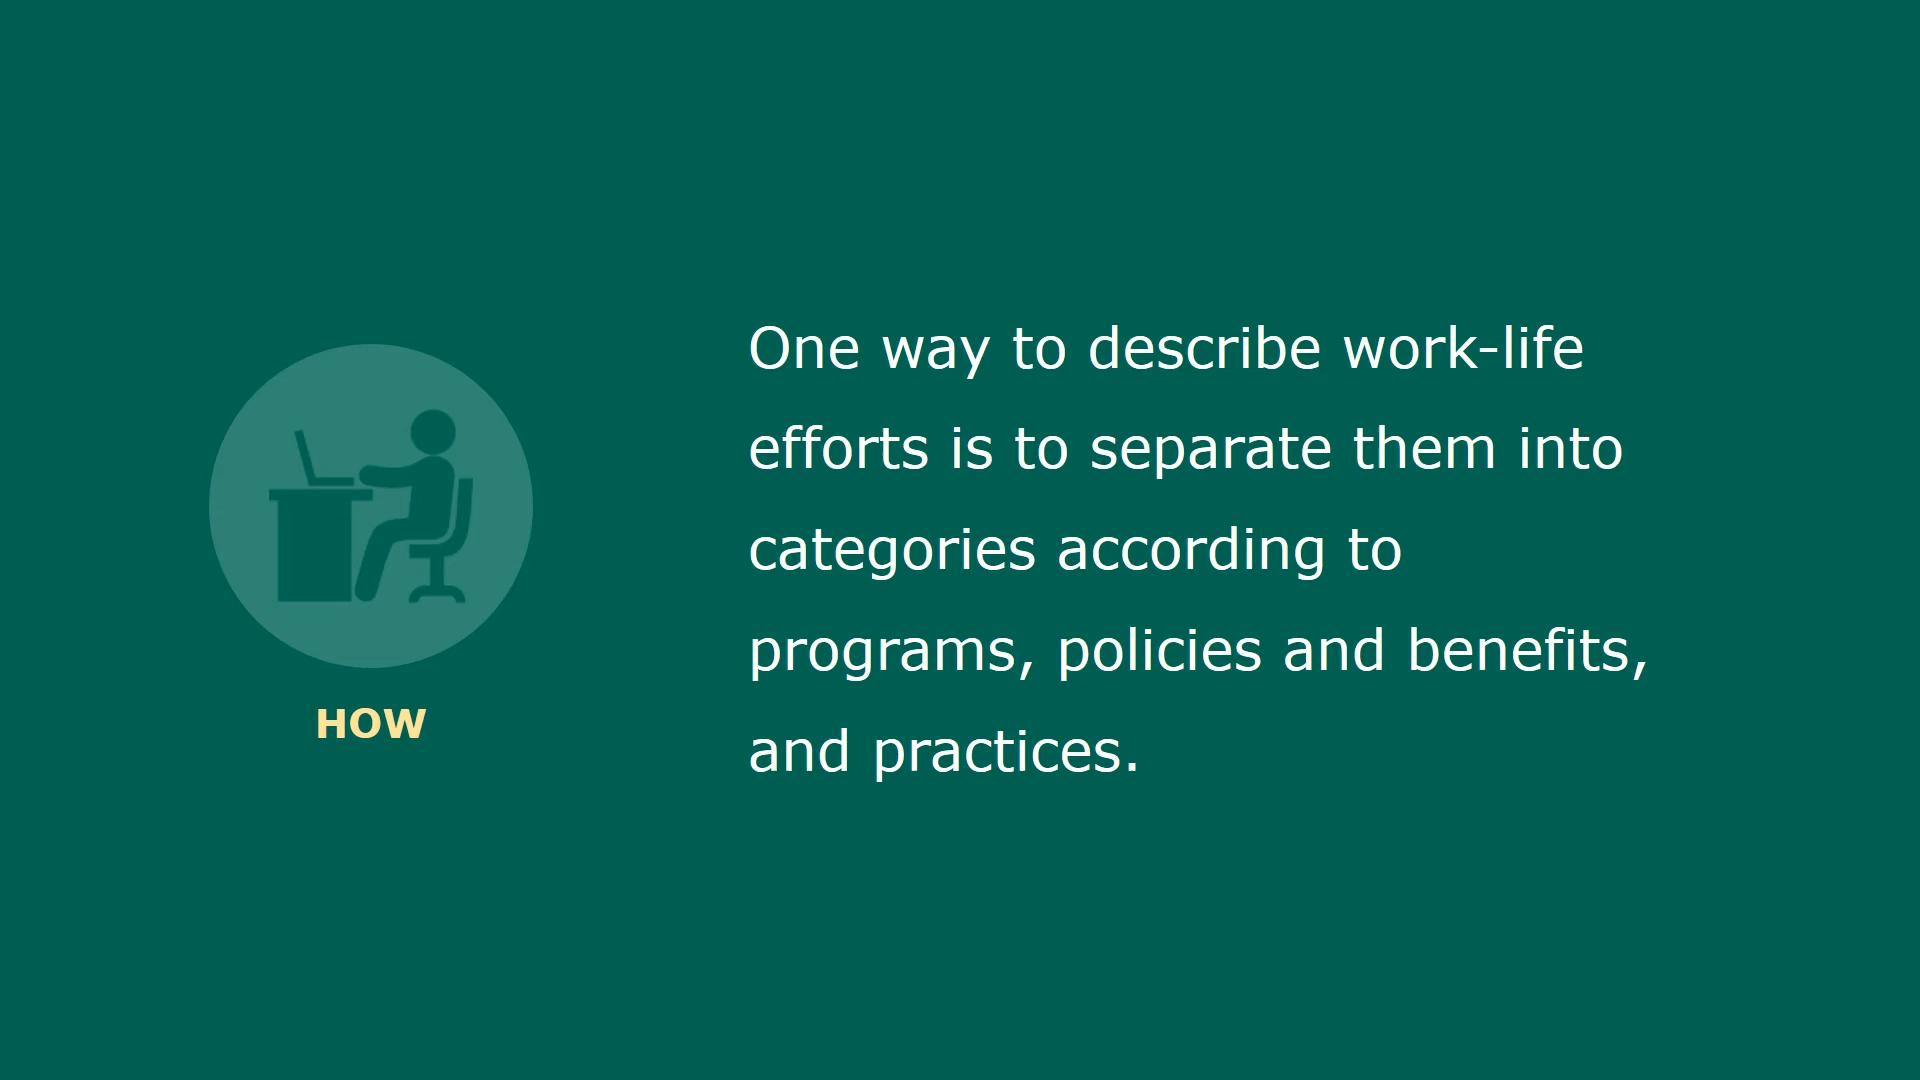 HOW
One way to describe work-life
efforts is to separate them into
categories according to
programs, policies and benefits,
and practices.